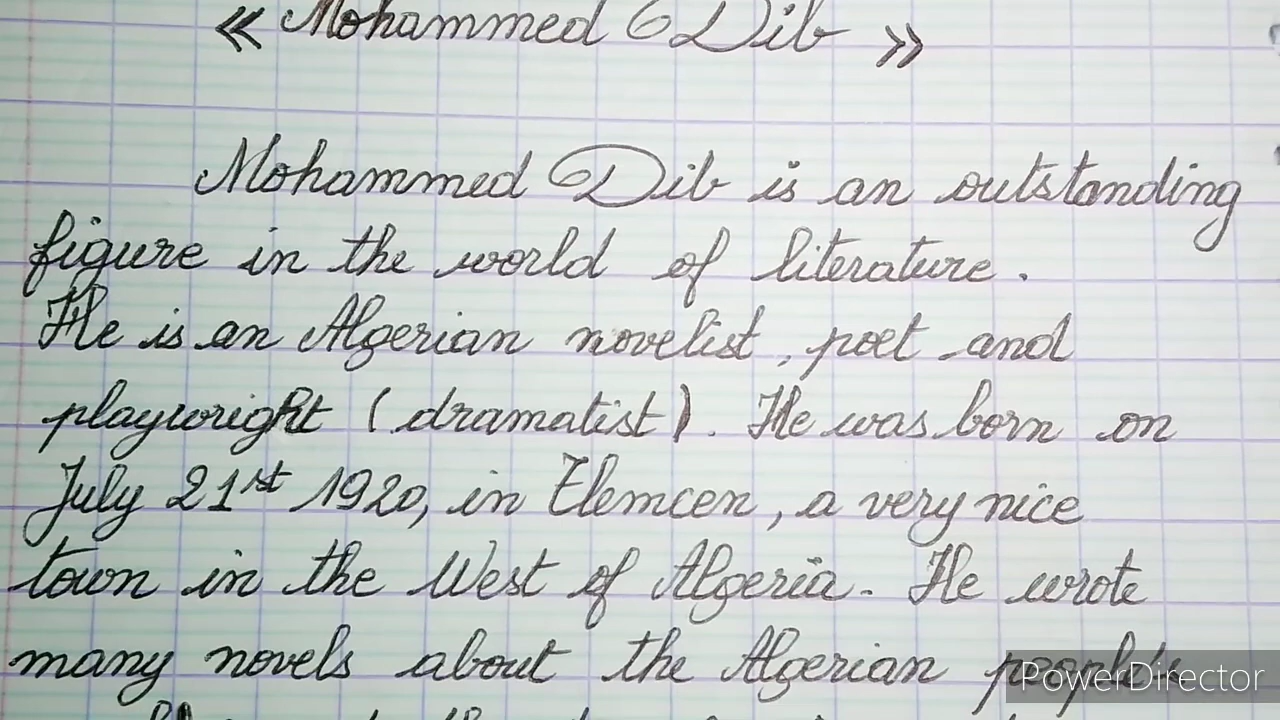 « Mohammed Dib »
Mohammed Dib is an outstanding
figure in the world of literature.
He is an Algerian novelist, poet and
playwright (dramatist). He was born on
July 21st 1920, in Tlemcen, a very nice
town in the West of Algeria. He wrote
many novels about the Algerian people's
PowerDirector